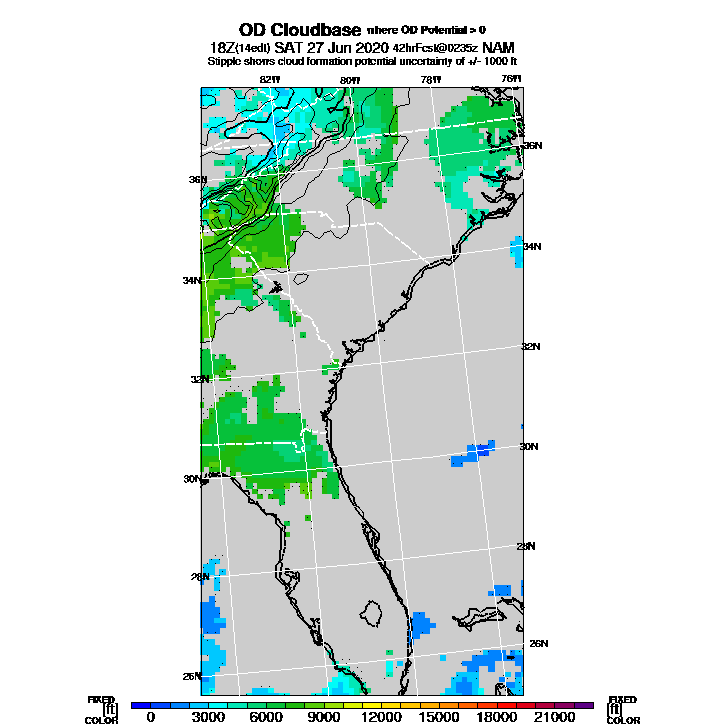 OD Cloudbase where OD Potential > 0
18Z(14edt) SAT 27 Jun 2020 42hrFcst@0235z NAM
Stipple shows cloud formation potential uncertainty of +/- 1000 ft
82W 80W 78W 76W
36N
36N
34N
34N
32N
32N
30N
30N
28N
28N
26N
26N
FIXED FIXED
[ft] [ft]
COLOR COLOR
0 3000 6000 9000 12000 15000 18000 21000